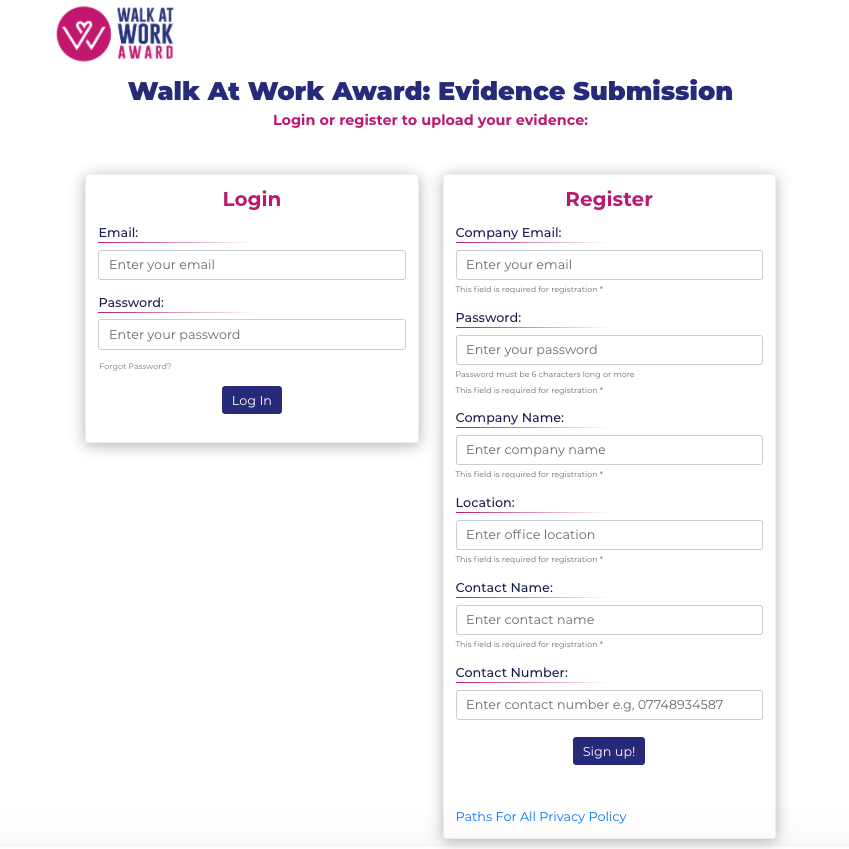 WALK AT
WORK
AWARD
Walk At Work Award: Evidence Submission
Login or register to upload your evidence:
Login
Email:
Enter your email
Password:
Enter your password
Forgot Password?
Log In
Register
Company Email:
Enter your email
This field is required for registration *
Password:
Enter your password
Password must be 6 characters long or more
This field is required for registration *
Company Name:
Enter company name
This field is required for registration *
Location:
Enter office location
This field is required for registration *
Contact Name:
Enter contact name
This field is required for registration *
Contact Number:
Enter contact number e.g, 07748934587
Sign up!
Paths For All Privacy Policy